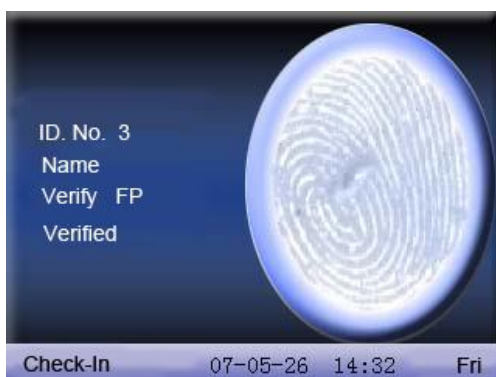 ID. No. 3
Name
Verify FP
Verified
Check-In 07-05-26 14:32 Fri